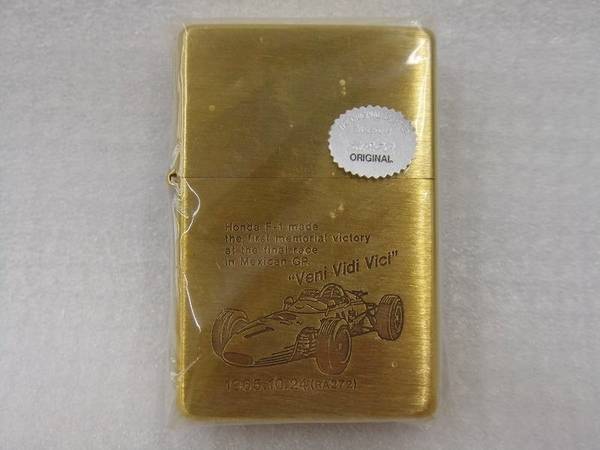 ORIGINAL
Honda F-1 made
the first memorial victory
at the final race
in Mexican GP.
"Veni Vidi Vici"
1965.10.24.(RA272)